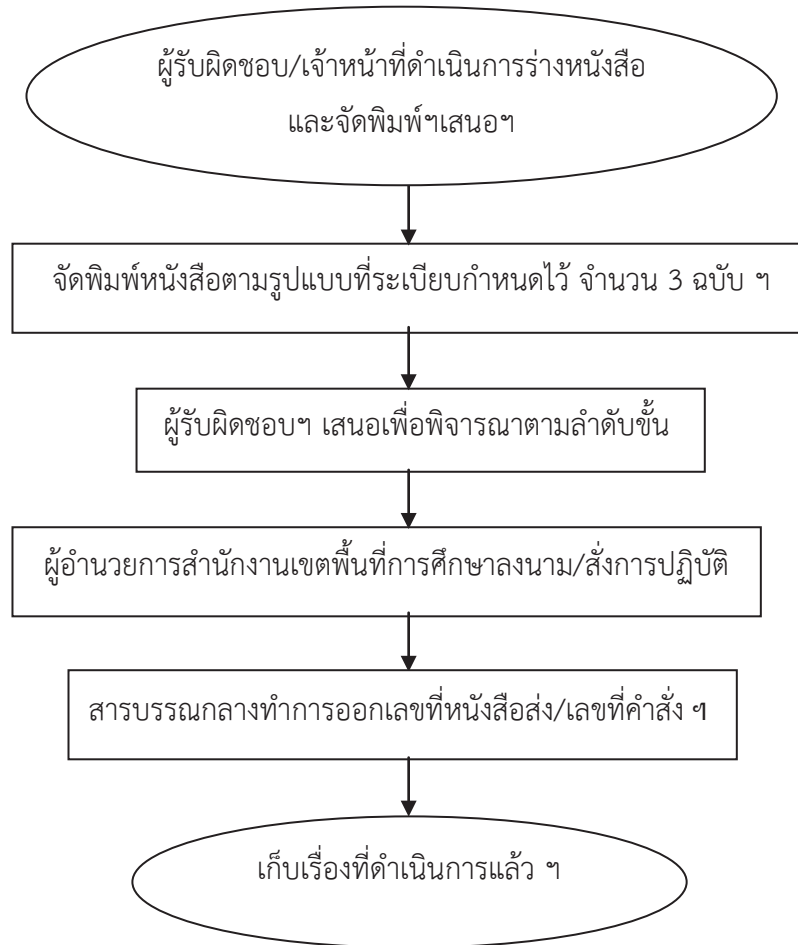 ผู้รับผิดชอบ/เจ้าหน้าที่ดำเนินการร่างหนังสือ
และจัดพิมพ์ฯเสนอฯ
จัดพิมพ์หนังสือตามรูปแบบที่ระเบียบกำหนดไว้ จำนวน 3 ฉบับ ฯ
ผู้รับผิดชอบฯ เสนอเพื่อพิจารณาตามลำดับขั้น
ผู้อำนวยการสำนักงานเขตพื้นที่การศึกษาลงนาม/สั่งการปฏิบัติ
สารบรรณกลางทำการออกเลขที่หนังสือส่ง/เลขที่คำสั่ง ฯ
เก็บเรื่องที่ดำเนินการแล้ว ฯ